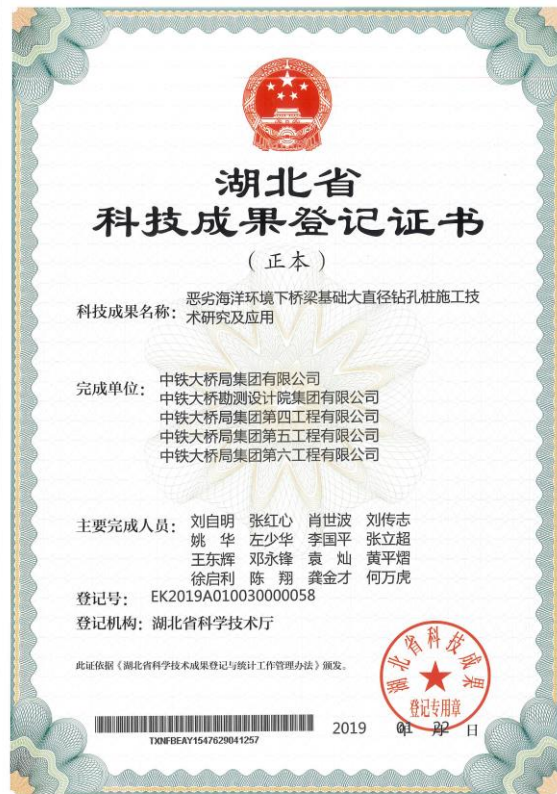 湖北省
科技成果登记证书
(正本)
科技成果名称：恶劣海洋环境下桥梁基础大直径钻孔桩施工技
术研究及应用
完成单位：中铁大桥局集团有限公司
中铁大桥勘测设计院集团有限公司
中铁大桥局集团第四工程有限公司
中铁大桥局集团第五工程有限公司
中铁大桥局集团第六工程有限公司
主要完成人员：刘自明 张红心 肖世波 刘传志
姚华 左少华 李国平 张立超
王东辉 邓永锋 袁灿 黄平熠
徐启利 陈翔 龚金才 何万虎
登记号：EK2019A010030000058
登记机构：湖北省科学技术厅
此证依据《湖北省科学技术成果登记与统计工作管理办法》颁发。
湖北省科技成果
登记专用章
TXNFBEAY1547629041257
2019 年 01 月 22 日